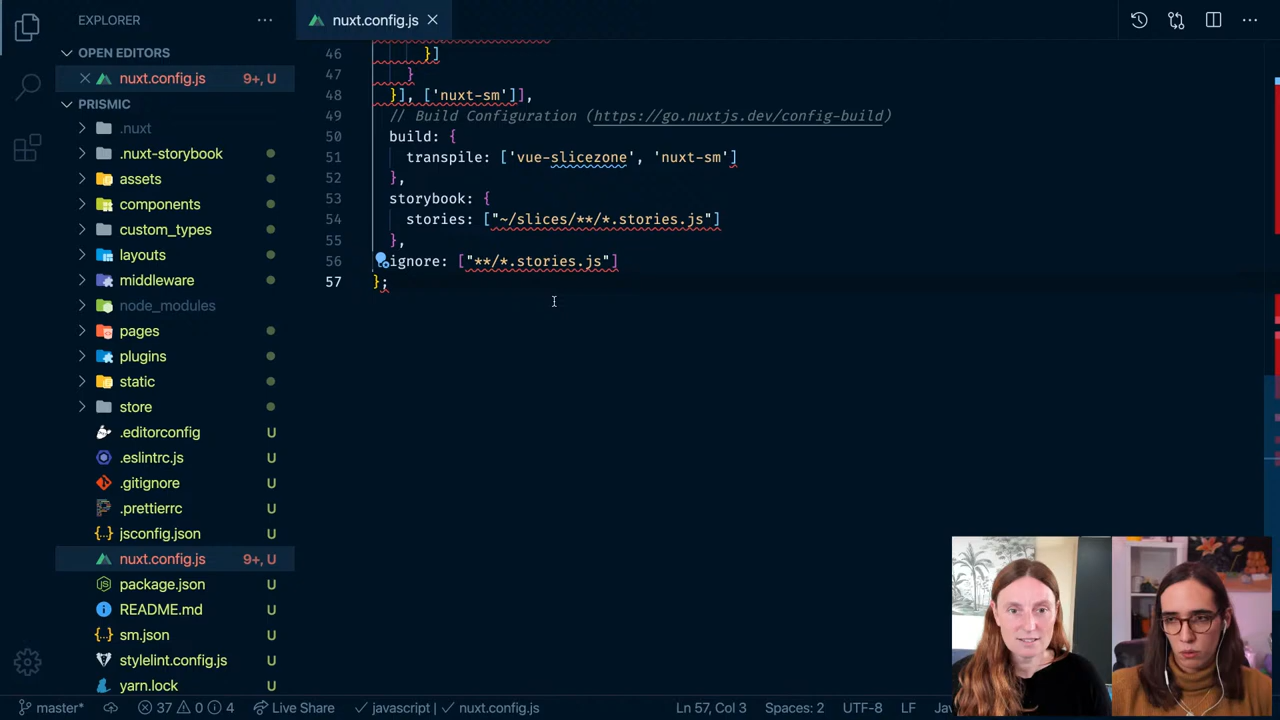 EXPLORER
nuxt.config.js
OPEN EDITORS
nuxt.config.js 9+, U
PRISMIC
.nuxt
.nuxt-storybook
assets
components
custom_types
layouts
middleware
node_modules
pages
plugins
static
store
.editorconfig U
.eslintrc.js U
.gitignore U
.prettierrc U
jsconfig.json U
nuxt.config.js 9+, U
package.json U
README.md U
sm.json U
stylelint.config.js U
yarn.lock U
46 }]
47 }
48 }], ['nuxt-sm']],
49 // Build Configuration (https://go.nuxtjs.dev/config-build)
50 build: {
51 transpile: ['vue-slicezone', 'nuxt-sm']
52 },
53 storybook: {
54 stories: ["~/slices/**/*.stories.js"]
55 },
56 ignore: ["**/*.stories.js"]
57 };
master* 37 0 4 Live Share javascript nuxt.config.js Ln 57, Col 3 Spaces: 2 UTF-8 LF